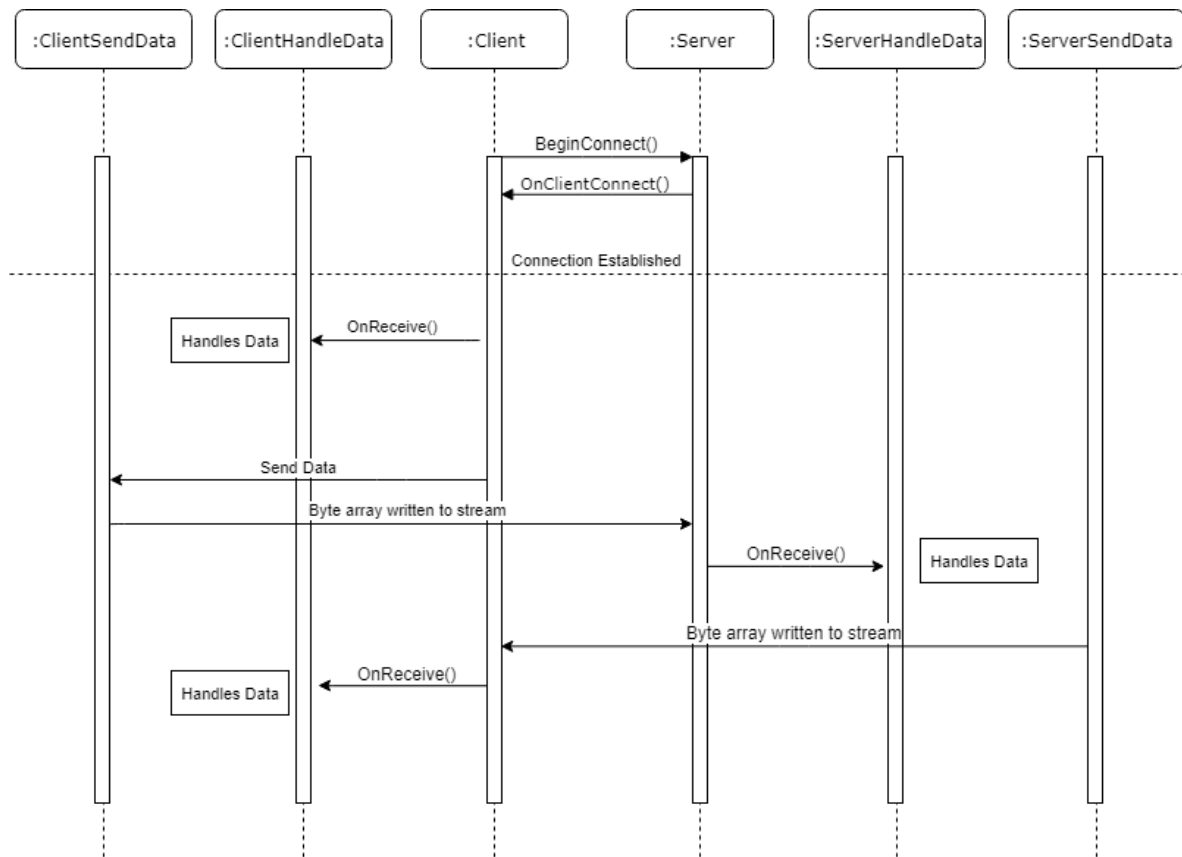 :ClientSendData
:ClientHandleData
:Client
:Server
:ServerHandleData
:ServerSendData
BeginConnect()
OnClientConnect()
Connection Established
OnReceive()
Handles Data
Send Data
Byte array written to stream
OnReceive()
Handles Data
Byte array written to stream
OnReceive()
Handles Data